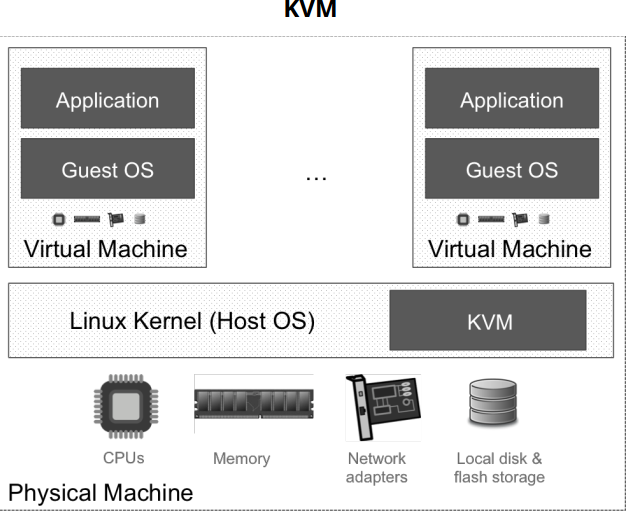 KVM
Application
Application
Guest OS
Guest OS
...
Virtual Machine
Virtual Machine
Linux Kernel (Host OS)
KVM
CPUs
Memory
Network
adapters
Local disk &
flash storage
Physical Machine